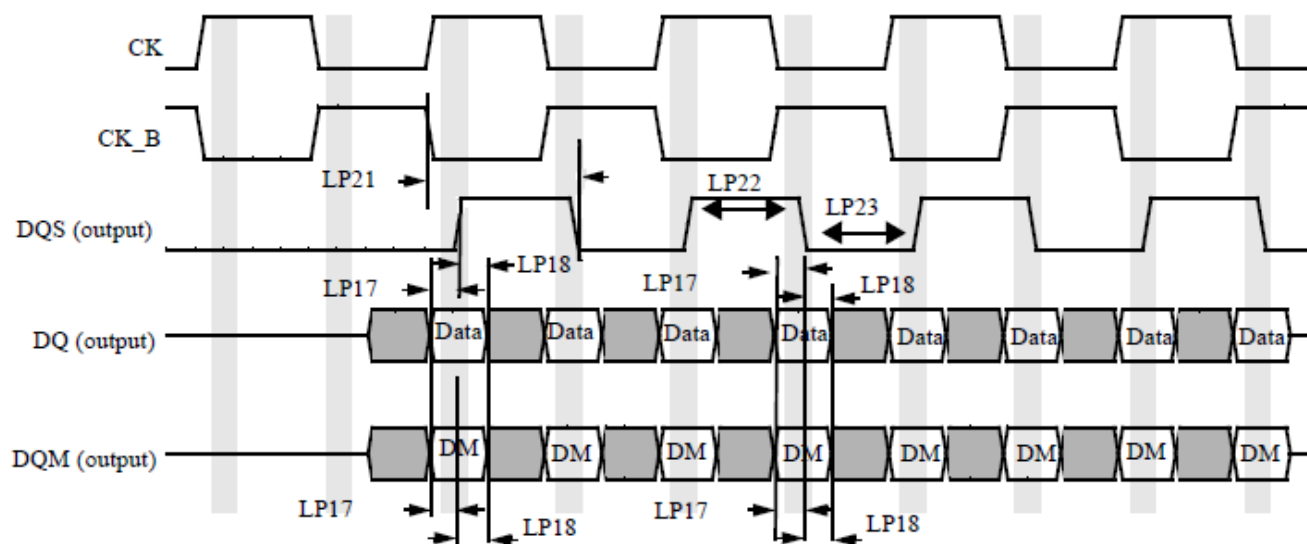 CK
CK_B
LP21
LP22
LP23
DQS (output)
LP18
LP17
LP17
LP18
DQ (output)
Data
Data
Data
Data
Data
Data
Data
Data
DQM (output)
DM
DM
DM
DM
DM
DM
DM
DM
LP17
LP18
LP17
LP18